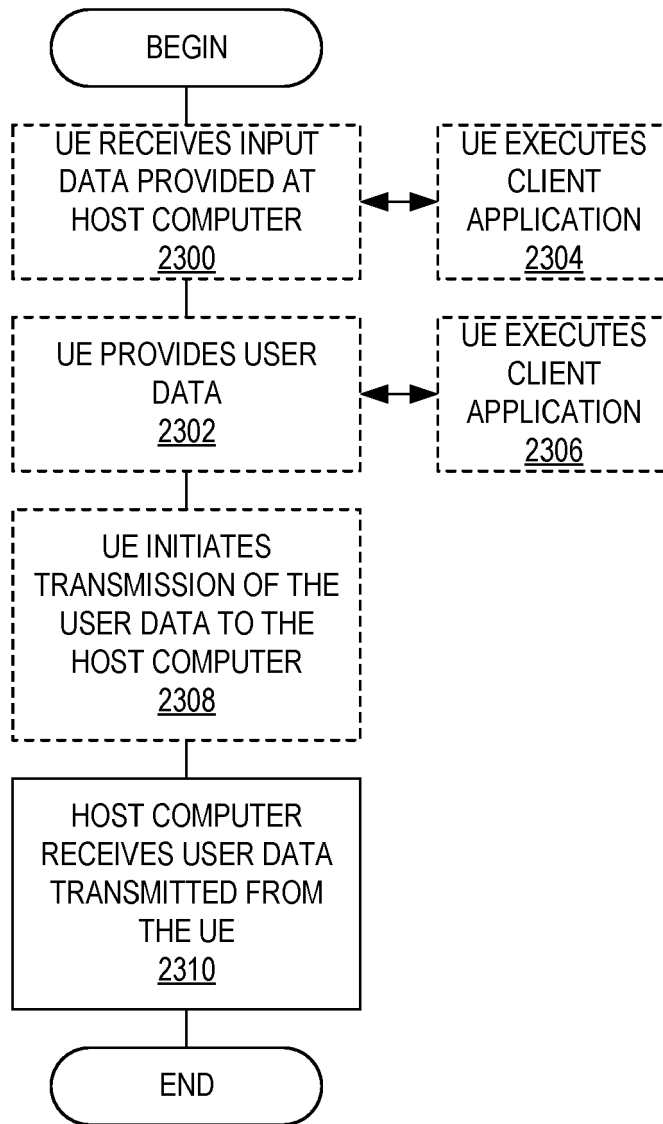 BEGIN
UE RECEIVES INPUT
DATA PROVIDED AT
HOST COMPUTER
2300
UE EXECUTES
CLIENT
APPLICATION
2304
UE PROVIDES USER
DATA
2302
UE EXECUTES
CLIENT
APPLICATION
2306
UE INITIATES
TRANSMISSION OF THE
USER DATA TO THE
HOST COMPUTER
2308
HOST COMPUTER
RECEIVES USER DATA
TRANSMITTED FROM
THE UE
2310
END